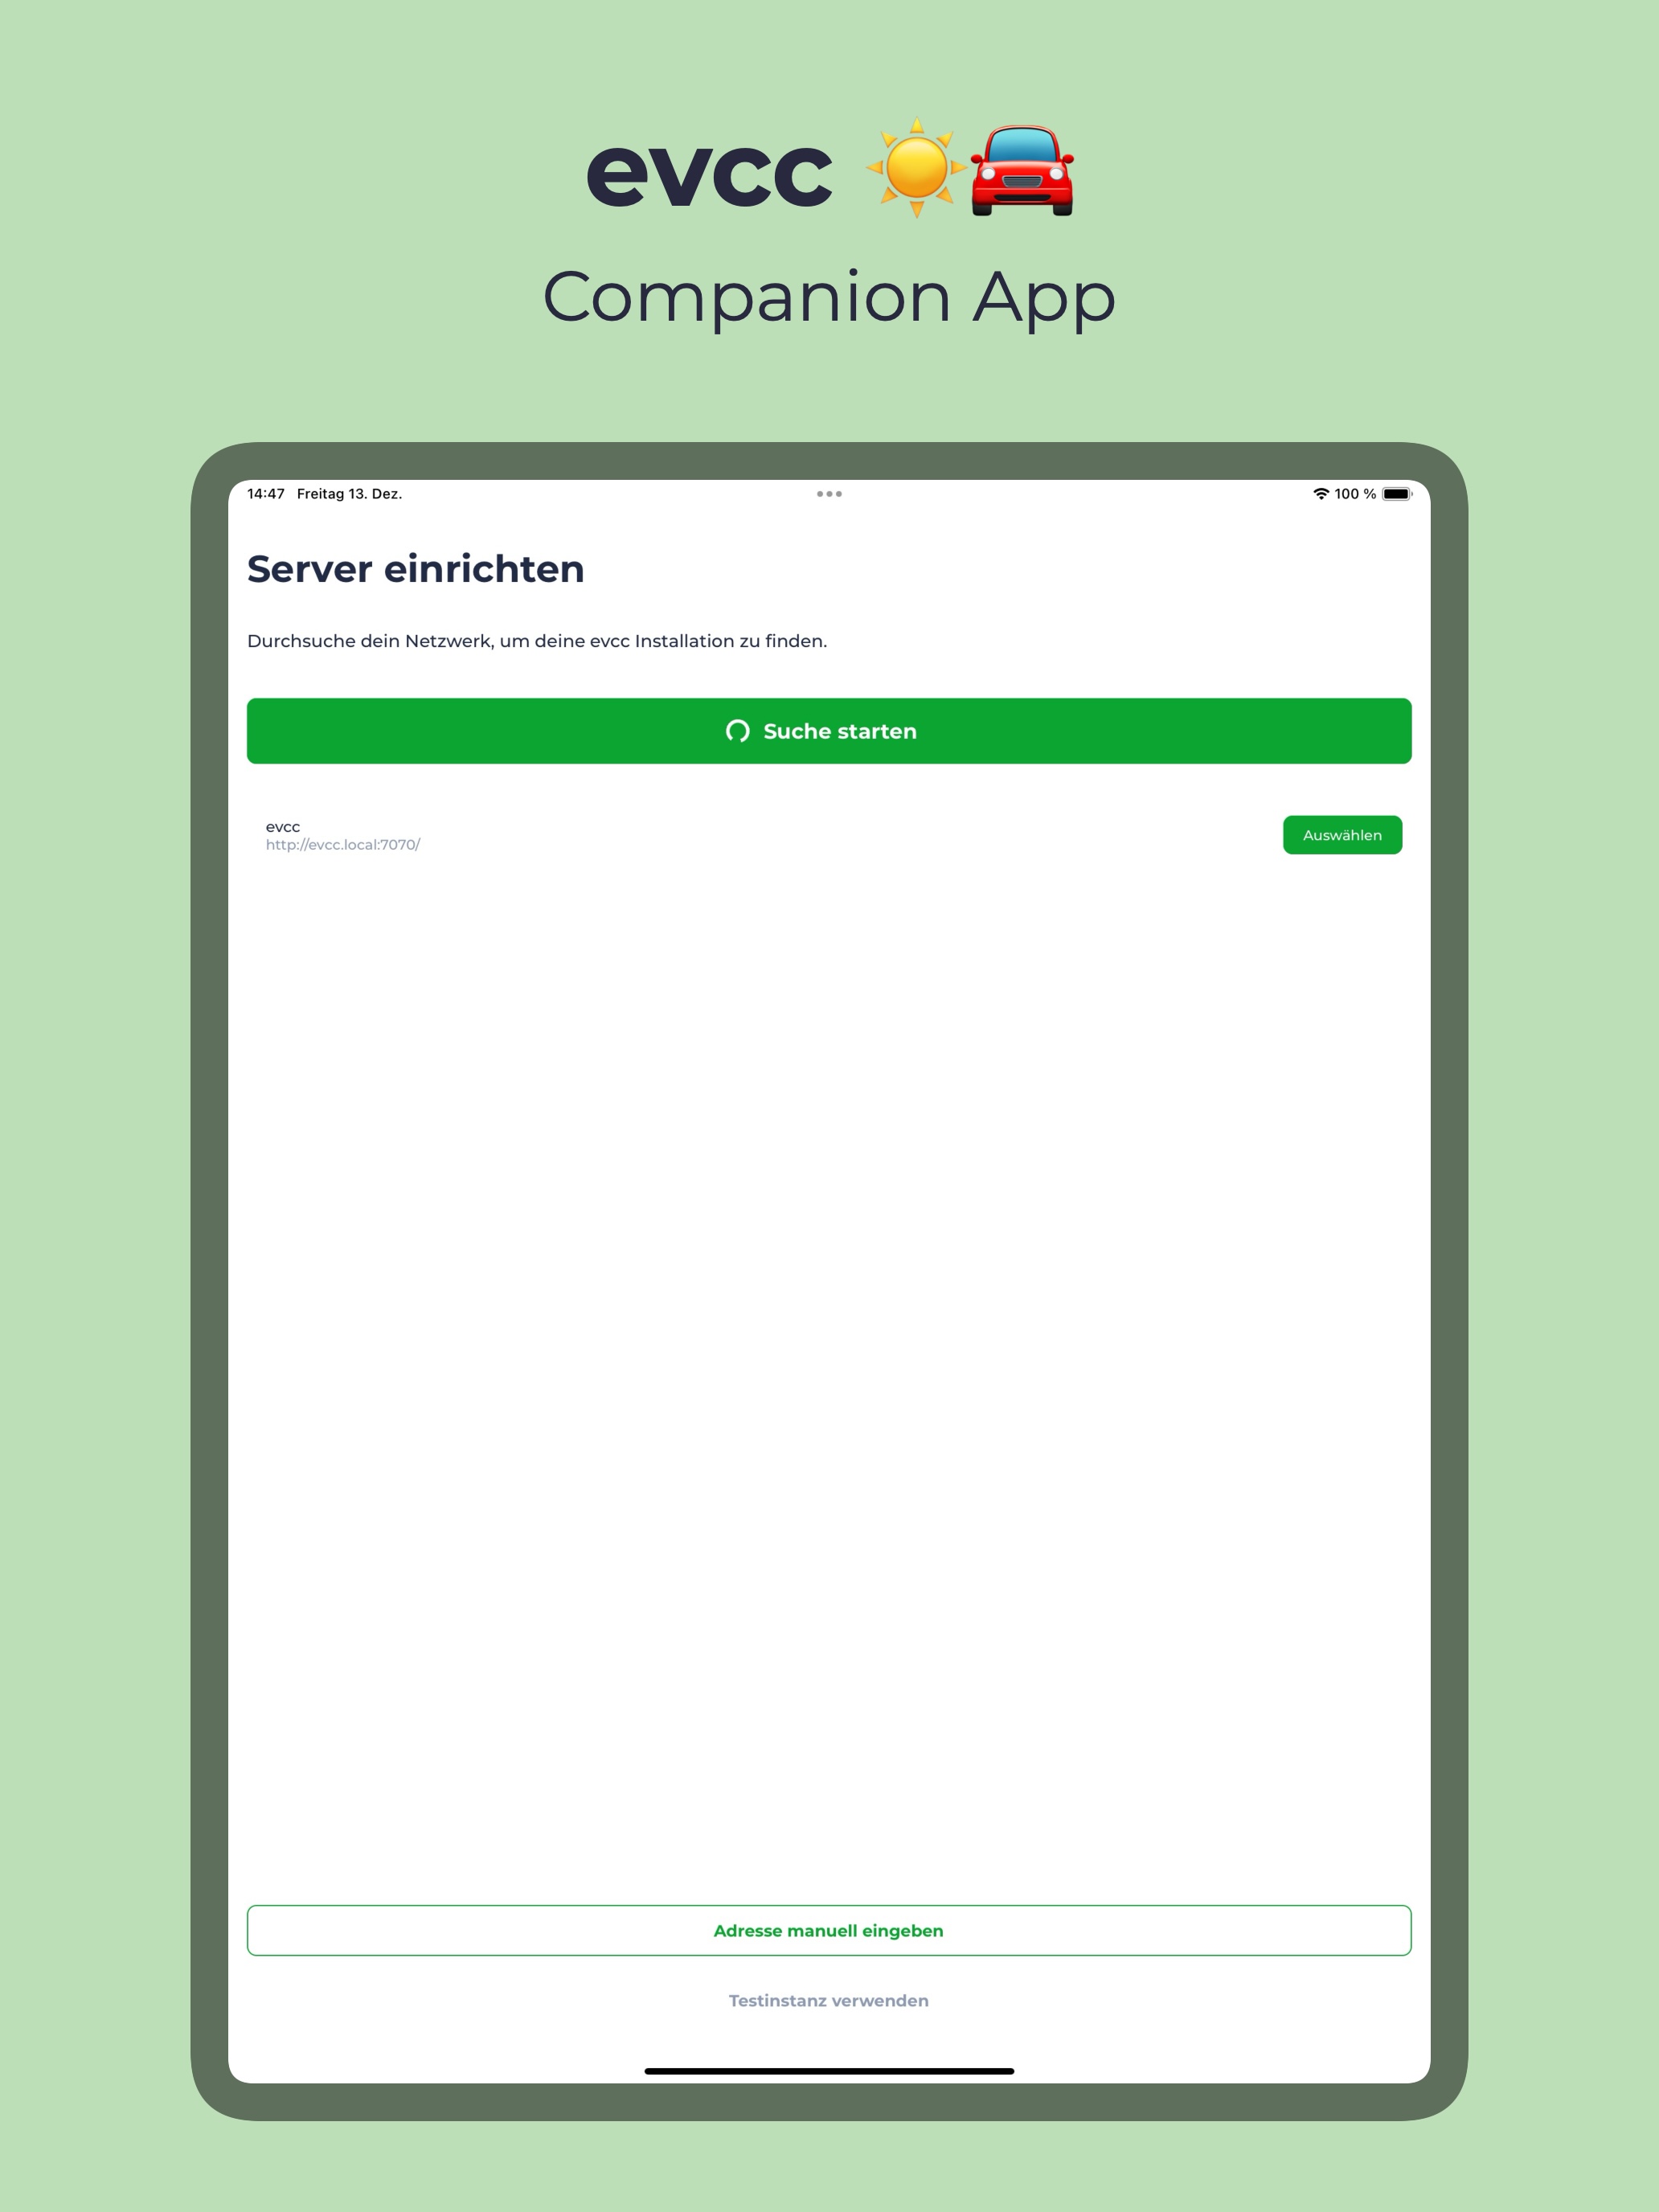 evcc ☀️🚘
Companion App
14:47 Freitag 13. Dez.
100 %
Server einrichten
Durchsuche dein Netzwerk, um deine evcc Installation zu finden.
Suche starten
evcc
http://evcc.local:7070/
Auswählen
Adresse manuell eingeben
Testinstanz verwenden